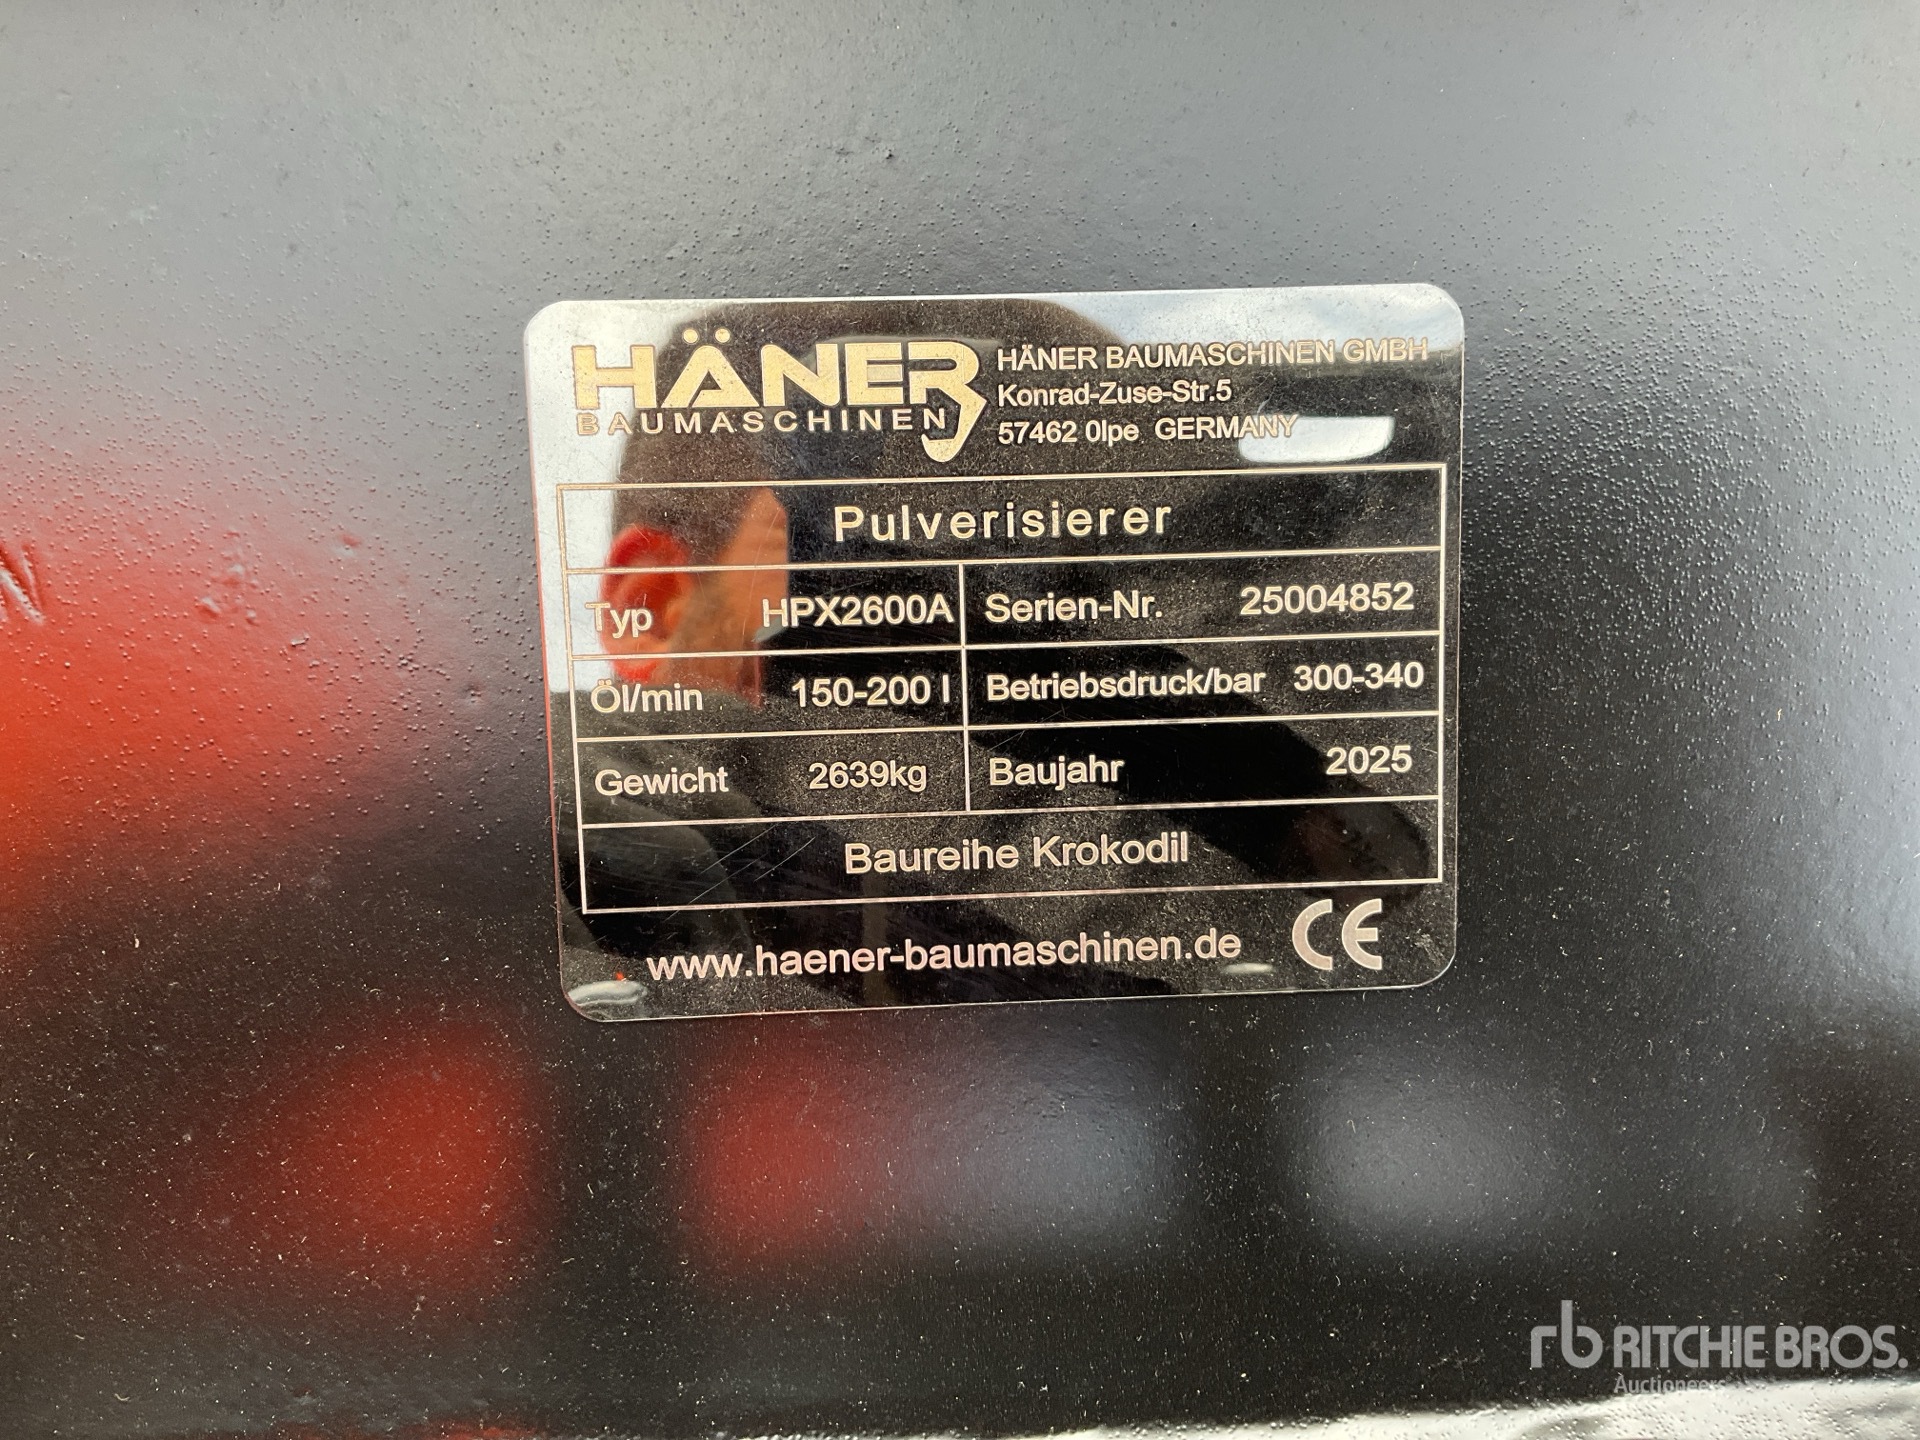 HÄNER
BAUMASCHINEN
HÄNER BAUMASCHINEN GMBH
Konrad-Zuse-Str.5
57462 Olpe GERMANY
Pulverisierer
Typ HPX2600A Serien-Nr. 25004852
Öl/min 150-200 l Betriebsdruck/bar 300-340
Gewicht 2639kg Baujahr 2025
Baureihe Krokodil
www.haener-baumaschinen.de CE
rb RITCHIE BROS.
Auctioneers